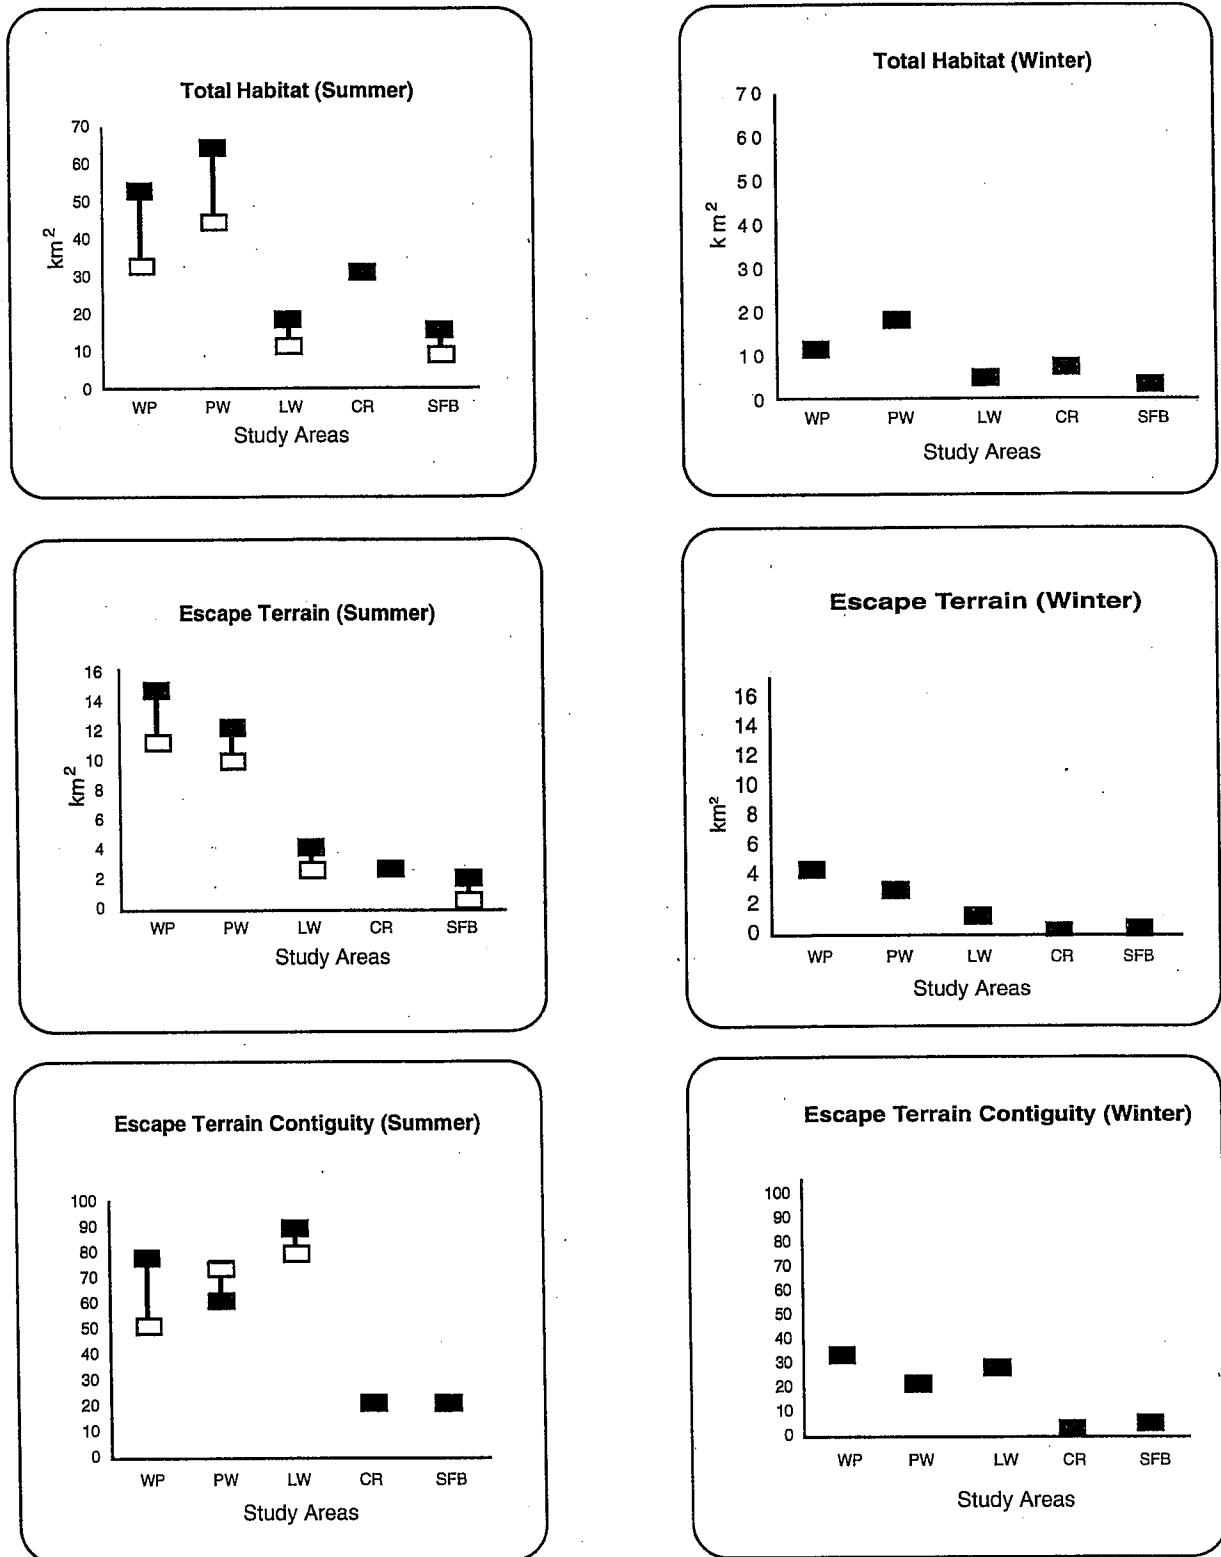 Total Habitat (Summer)
70
60
50
40
30
20
10
0
km²
WP PW LW CR SFB
Study Areas
Total Habitat (Winter)
70
60
50
40
30
20
10
0
km²
WP PW LW CR SFB
Study Areas
Escape Terrain (Summer)
16
14
12
10
8
6
4
2
0
km²
WP PW LW CR SFB
Study Areas
Escape Terrain (Winter)
16
14
12
10
8
6
4
2
0
km²
WP PW LW CR SFB
Study Areas
Escape Terrain Contiguity (Summer)
100
90
80
70
60
50
40
30
20
10
0
WP PW LW CR SFB
Study Areas
Escape Terrain Contiguity (Winter)
100
90
80
70
60
50
40
30
20
10
0
WP PW LW CR SFB
Study Areas